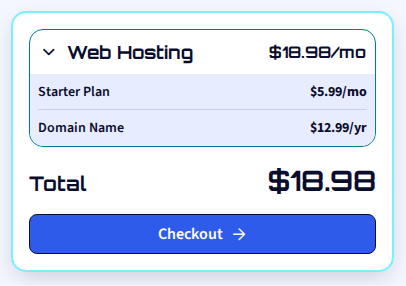 Web Hosting $18.98/mo
Starter Plan $5.99/mo
Domain Name $12.99/yr
Total $18.98
Checkout →